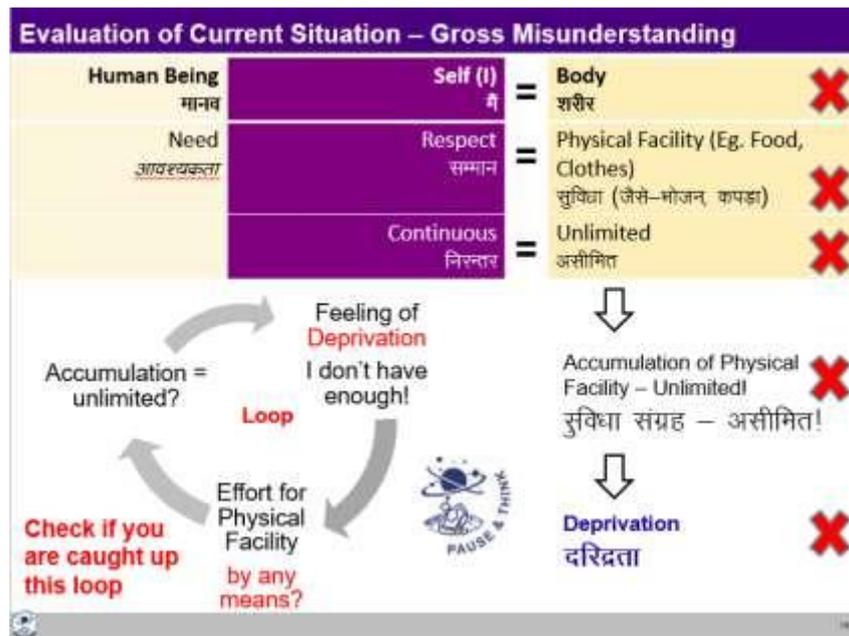 Evaluation of Current Situation – Gross Misunderstanding
Human Being
मानव
Self (I)
मैं
=
Body
शरीर
Need
आवश्यकता
Respect
सम्मान
=
Physical Facility (Eg. Food,
Clothes)
सुविधा (जैसे–भोजन, कपड़ा)
Continuous
निरन्तर
=
Unlimited
असीमित
Feeling of
Deprivation
I don't have
enough!
Accumulation =
unlimited?
Loop
Effort for
Physical
Facility
by any
means?
Check if you
are caught up
this loop
PAUSE & THINK
Accumulation of Physical
Facility – Unlimited!
सुविधा संग्रह – असीमित!
Deprivation
दरिद्रता